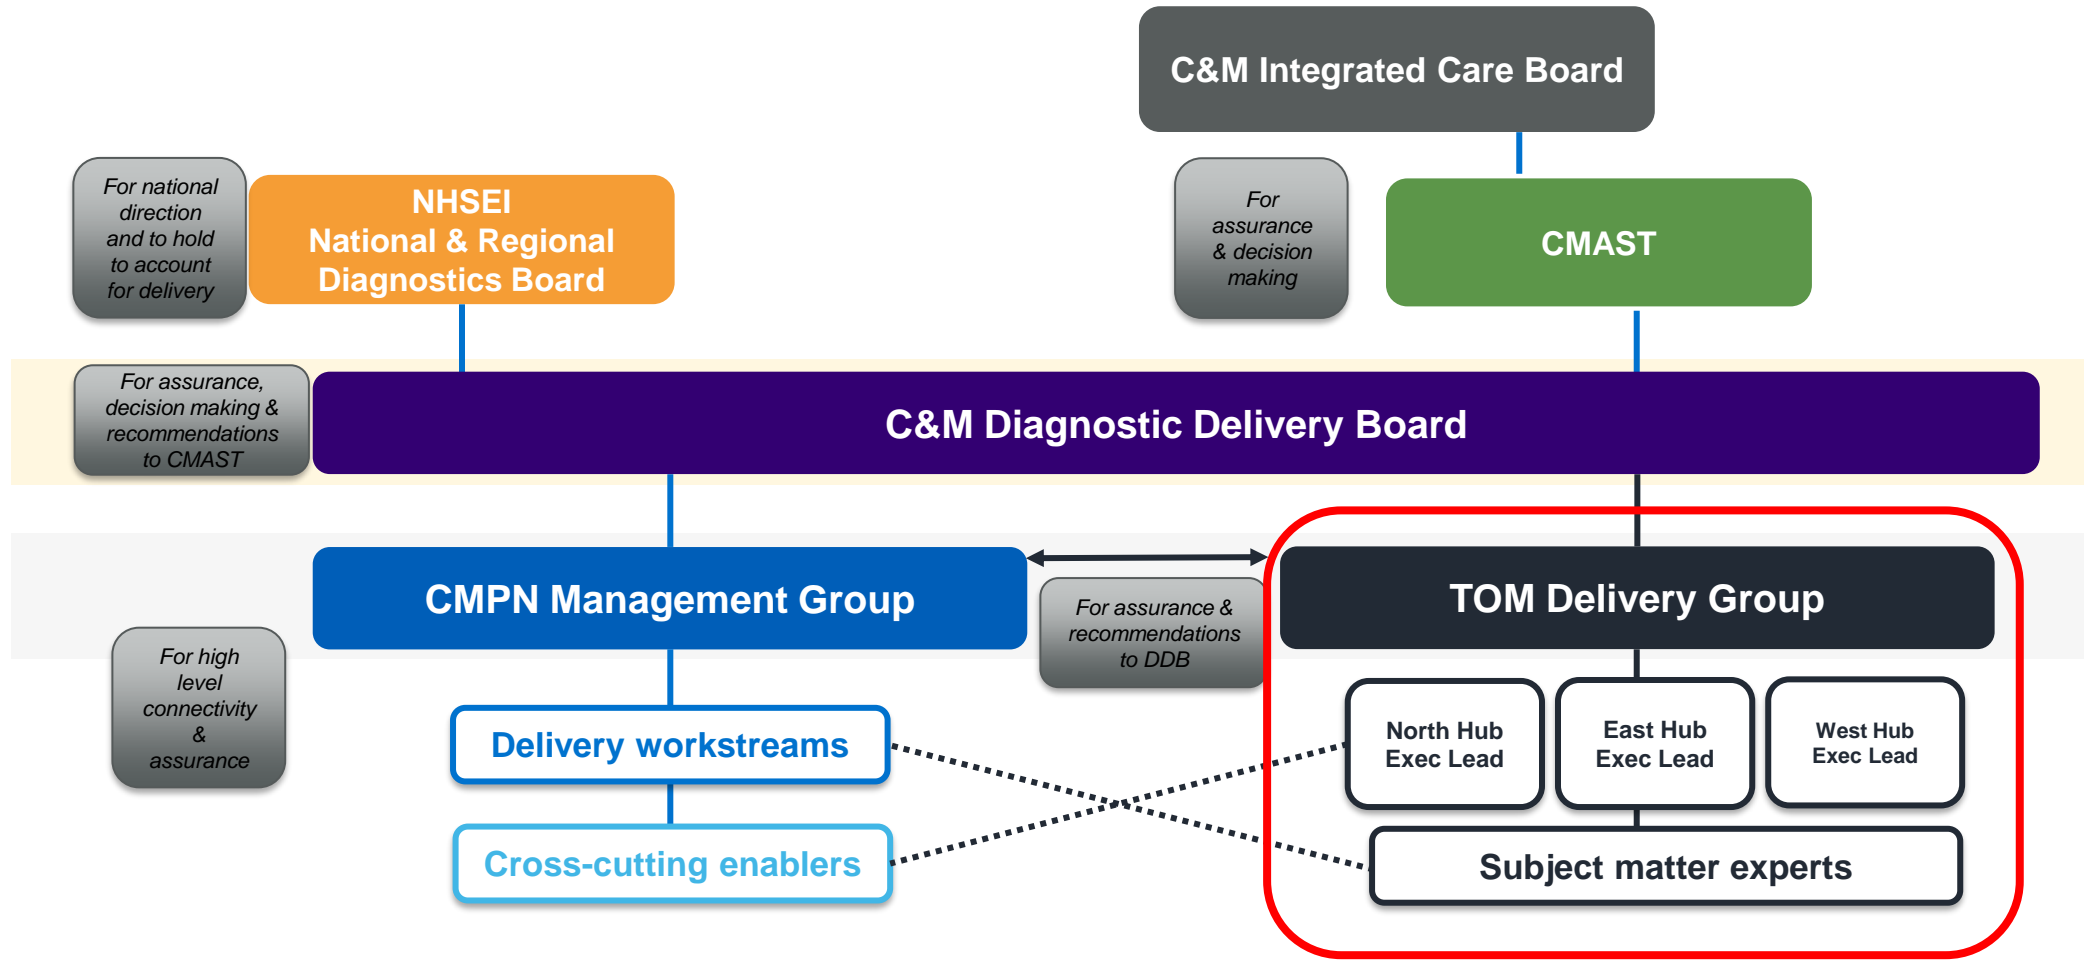 C&M Integrated Care Board
For national
direction
and to hold
to account
for delivery
NHSEI
National & Regional
Diagnostics Board
For
assurance
& decision
making
CMAST
For assurance,
decision making &
recommendations
to CMAST
C&M Diagnostic Delivery Board
CMPN Management Group
For assurance &
recommendations
to DDB
TOM Delivery Group
For high
level
connectivity
&
assurance
Delivery workstreams
North Hub
Exec Lead
East Hub
Exec Lead
West Hub
Exec Lead
Cross-cutting enablers
Subject matter experts